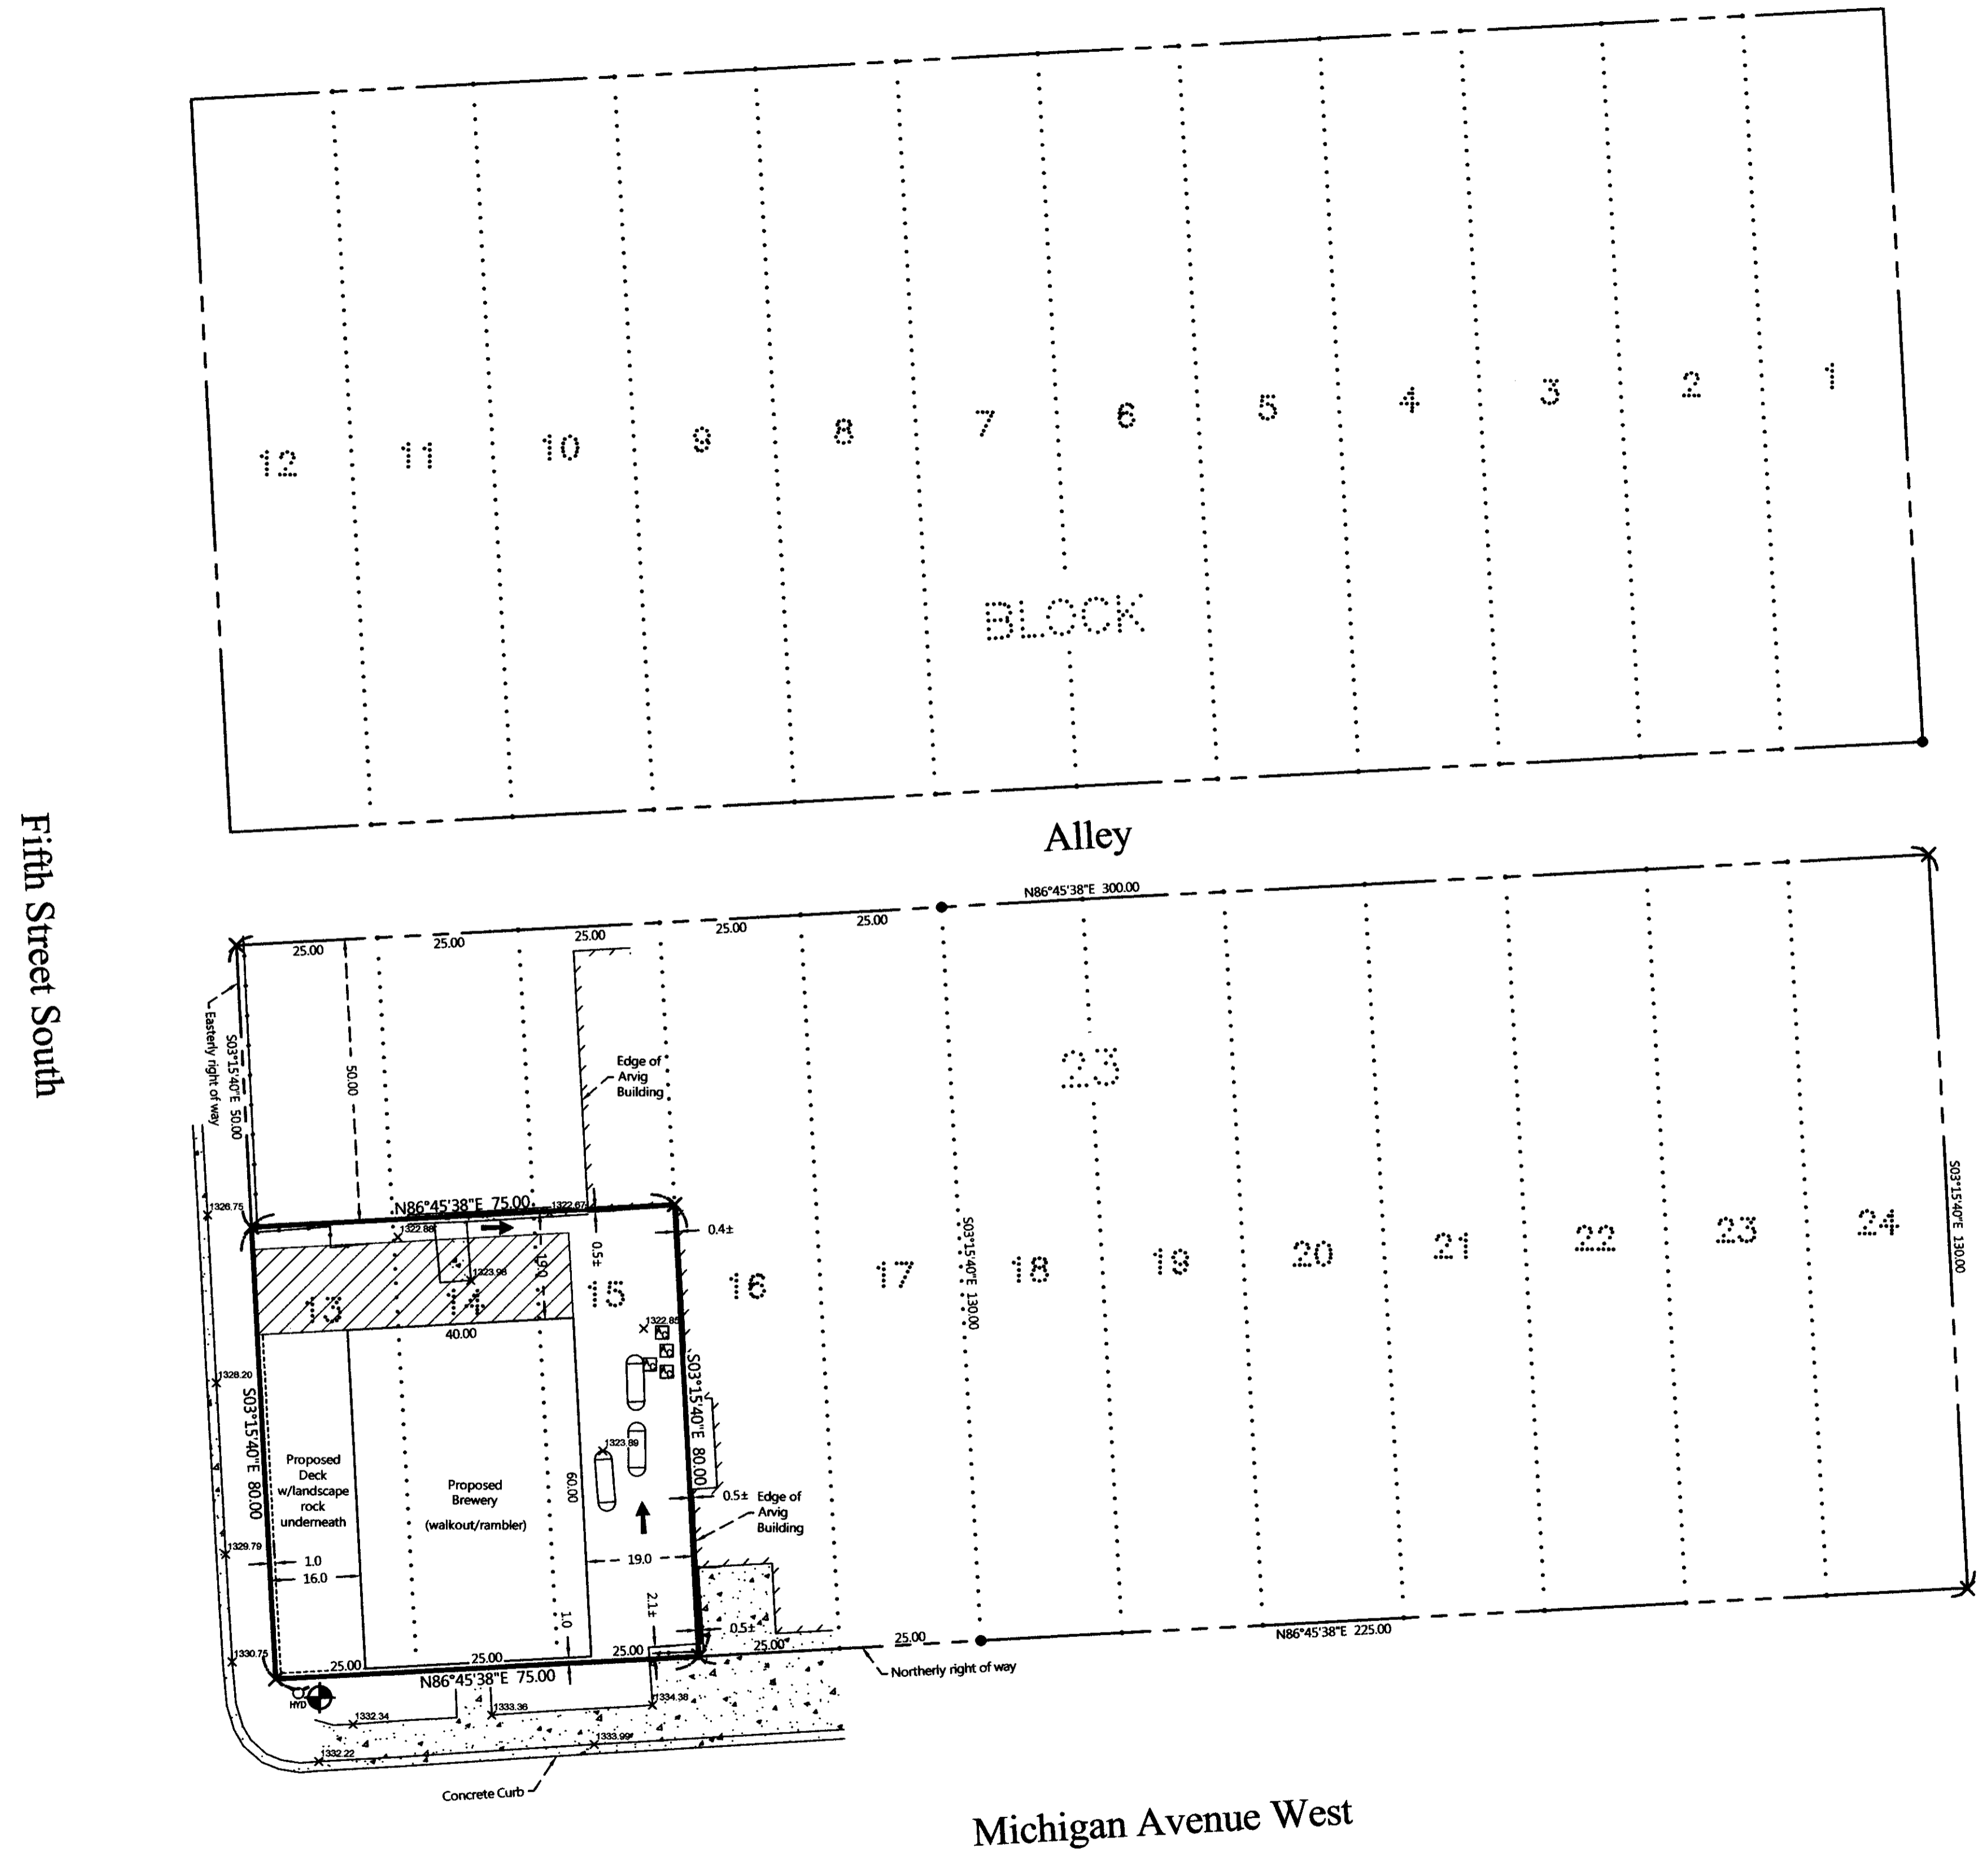 12
11
10
9
8
7
6
5
4
3
2
1
BLOCK
Fifth Street South
Alley
N86°45'38"E 300.00
25.00
25.00
25.00
25.00
25.00
Easterly right of way
S03°15'40"E 50.00
50.00
Edge of
Arvig
Building
23
N86°45'38"E 75.00
1322.67
1326.75
1322.88
0.4±
0.5±
19.0
1323.98
13
14
15
16
17
18
19
20
21
22
23
24
S03°15'40"E 130.00
S03°15'40"E 130.00
40.00
1322.85
1328.20
S03°15'40"E 80.00
S03°15'40"E 80.00
1323.89
Proposed
Deck
w/landscape
rock
underneath
Proposed
Brewery
(walkout/rambler)
60.00
0.5±
Edge of
Arvig
Building
1329.79
1.0
16.0
19.0
2.1±
1.0
0.5±
1330.75
25.00
25.00
25.00
25.00
25.00
N86°45'38"E 75.00
N86°45'38"E 225.00
Northerly right of way
HYD
1332.34
1333.36
1334.38
1333.99
1332.22
Concrete Curb
Michigan Avenue West